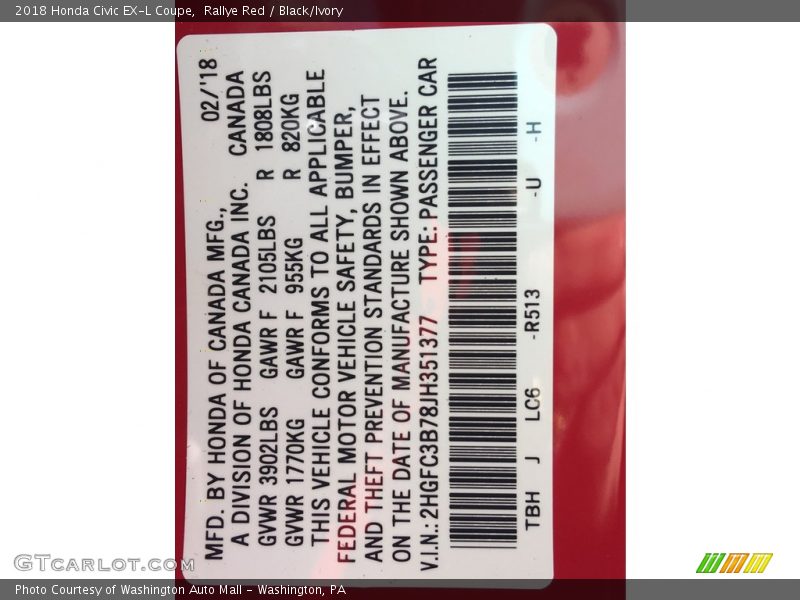 2018 Honda Civic EX-L Coupe,  Rallye Red / Black/Ivory
MFD. BY HONDA OF CANADA MFG., 02/'18
A DIVISION OF HONDA CANADA INC. CANADA
GVWR 3902LBS GAWR F 2105LBS R 1808LBS
GVWR 1770KG GAWR F 955KG R 820KG
THIS VEHICLE CONFORMS TO ALL APPLICABLE
FEDERAL MOTOR VEHICLE SAFETY, BUMPER,
AND THEFT PREVENTION STANDARDS IN EFFECT
ON THE DATE OF MANUFACTURE SHOWN ABOVE.
V.I.N.: 2HGFC3B78JH351377 TYPE: PASSENGER CAR
TBH J LC6 -R513 -U -H
GTCarLot.com
Photo Courtesy of Washington Auto Mall - Washington, PA